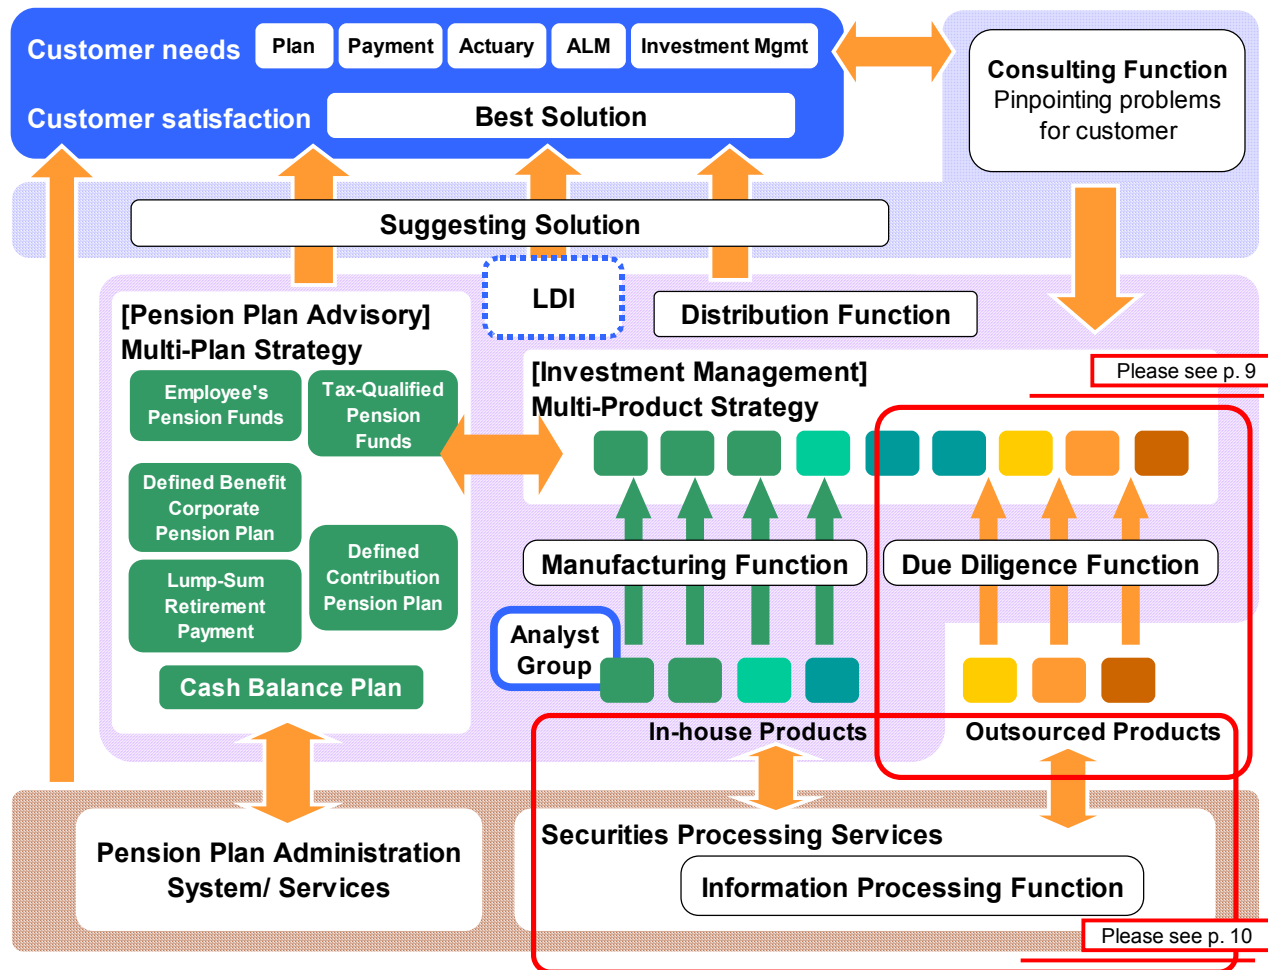 Customer needs
Plan
Payment
Actuary
ALM
Investment Mgmt
Customer satisfaction
Best Solution
Consulting Function
Pinpointing problems
for customer
Suggesting Solution
LDI
Distribution Function
[Pension Plan Advisory]
Multi-Plan Strategy
Employee's
Pension Funds
Tax-Qualified
Pension
Funds
Defined Benefit
Corporate
Pension Plan
Defined
Contribution
Pension Plan
Lump-Sum
Retirement
Payment
Cash Balance Plan
[Investment Management]
Multi-Product Strategy
Please see p. 9
Manufacturing Function
Due Diligence Function
Analyst
Group
In-house Products
Outsourced Products
Pension Plan Administration
System/ Services
Securities Processing Services
Information Processing Function
Please see p. 10